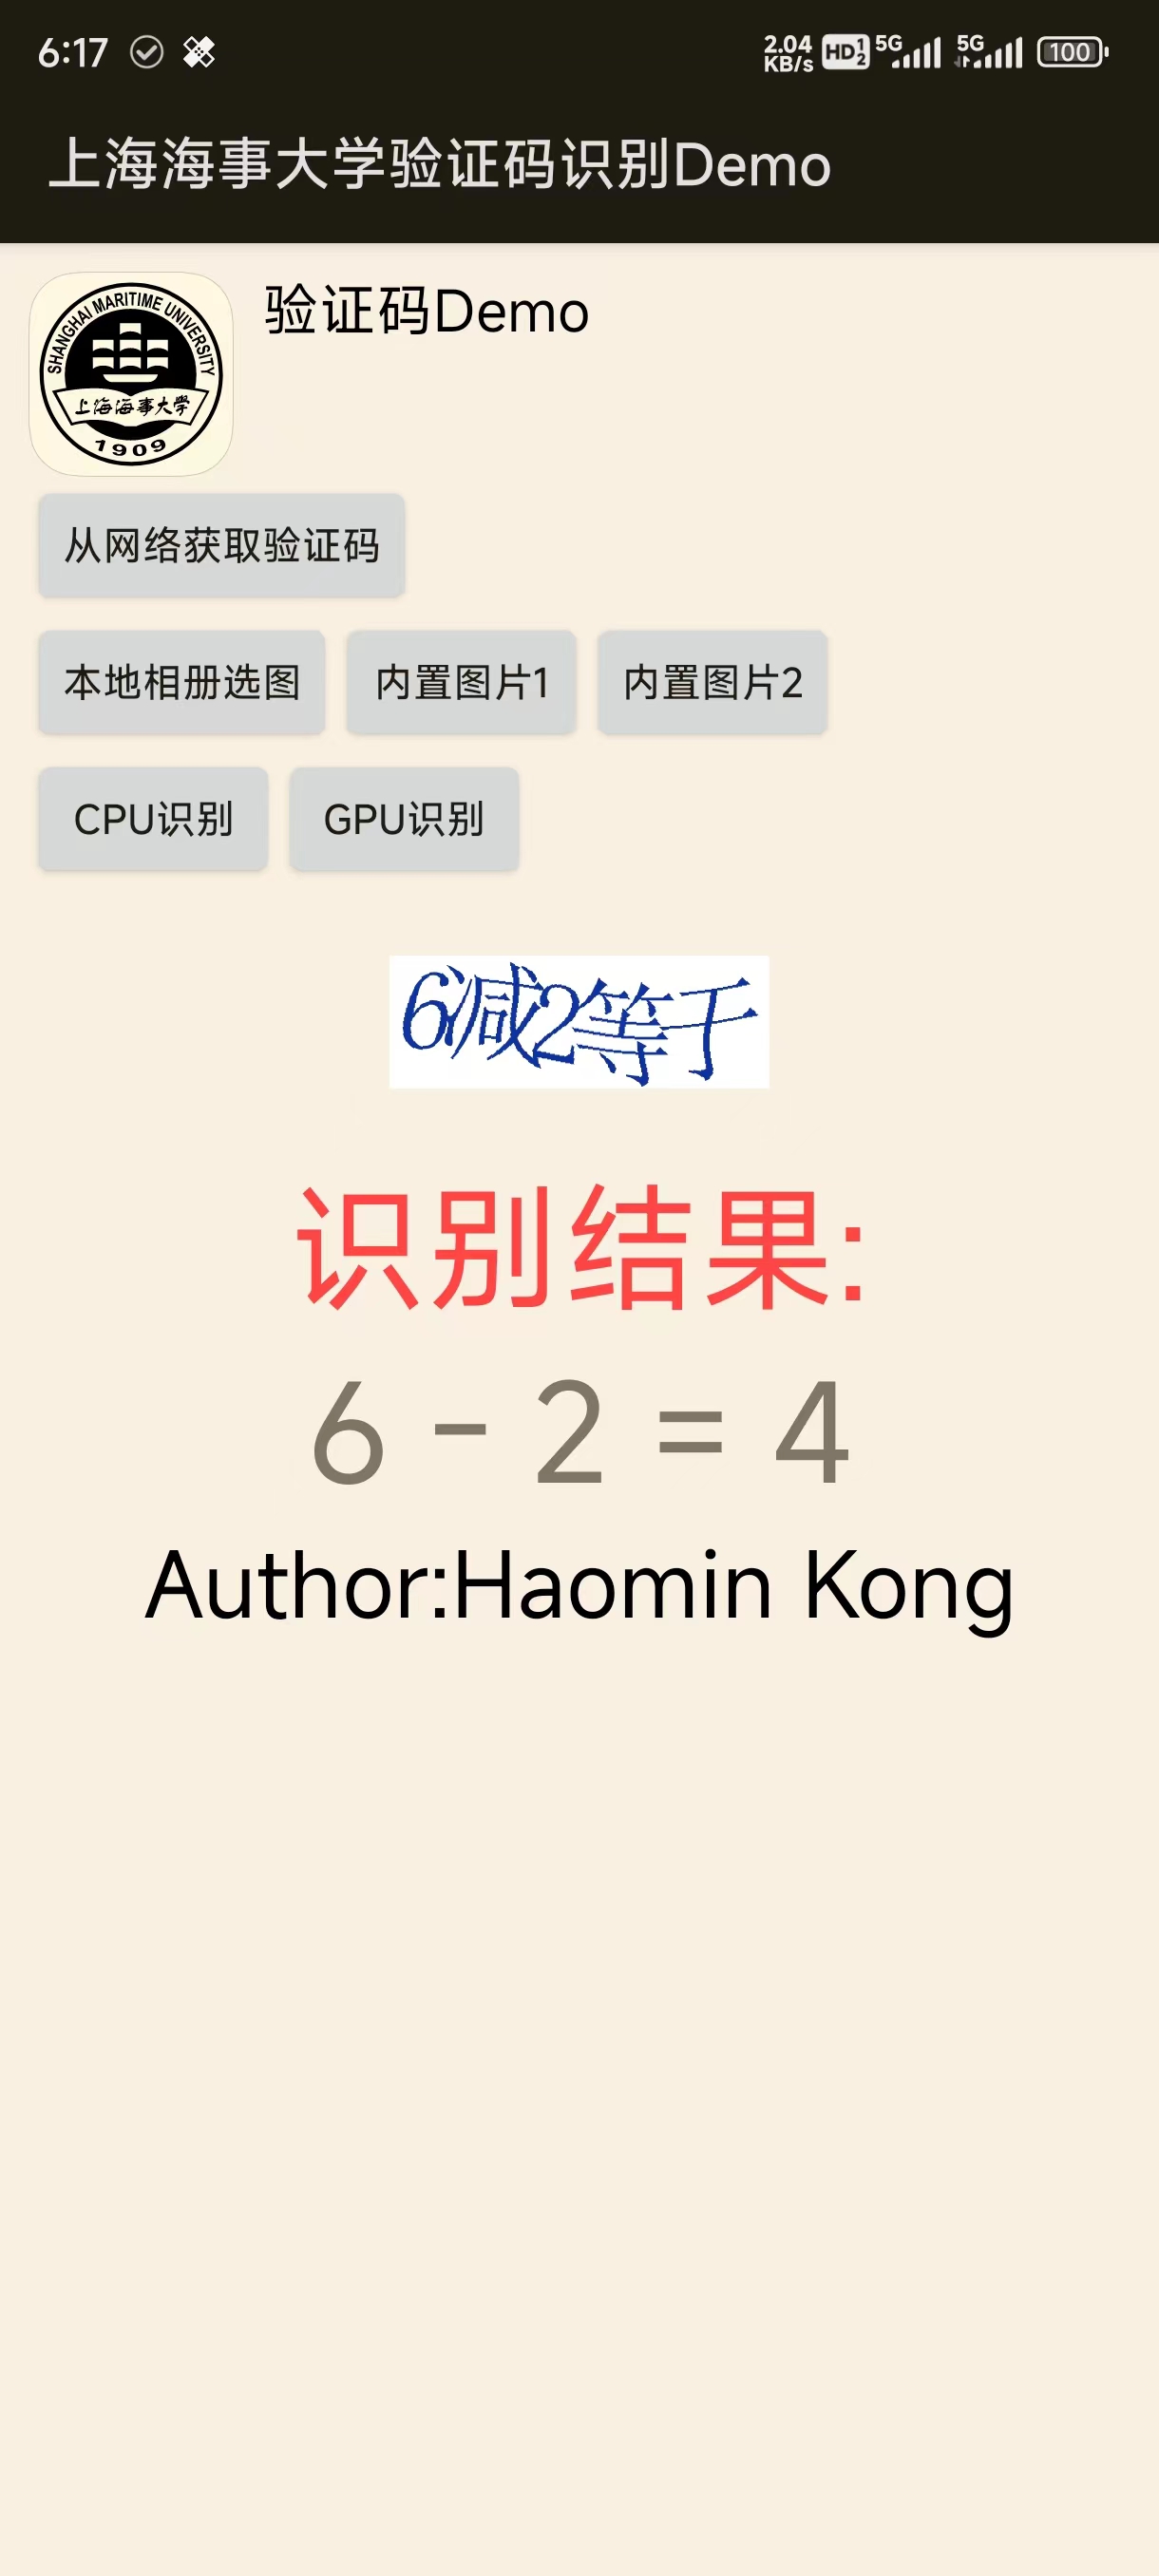 6:17 2.04 KB/s HD 1 2 5G 5G 100
上海海事大学验证码识别Demo
SHANGHAI MARITIME UNIVERSITY
上海海事大学
1909
验证码Demo
从网络获取验证码
本地相册选图 内置图片1 内置图片2
CPU识别 GPU识别
6减2等于
识别结果:
6 - 2 = 4
Author:Haomin Kong